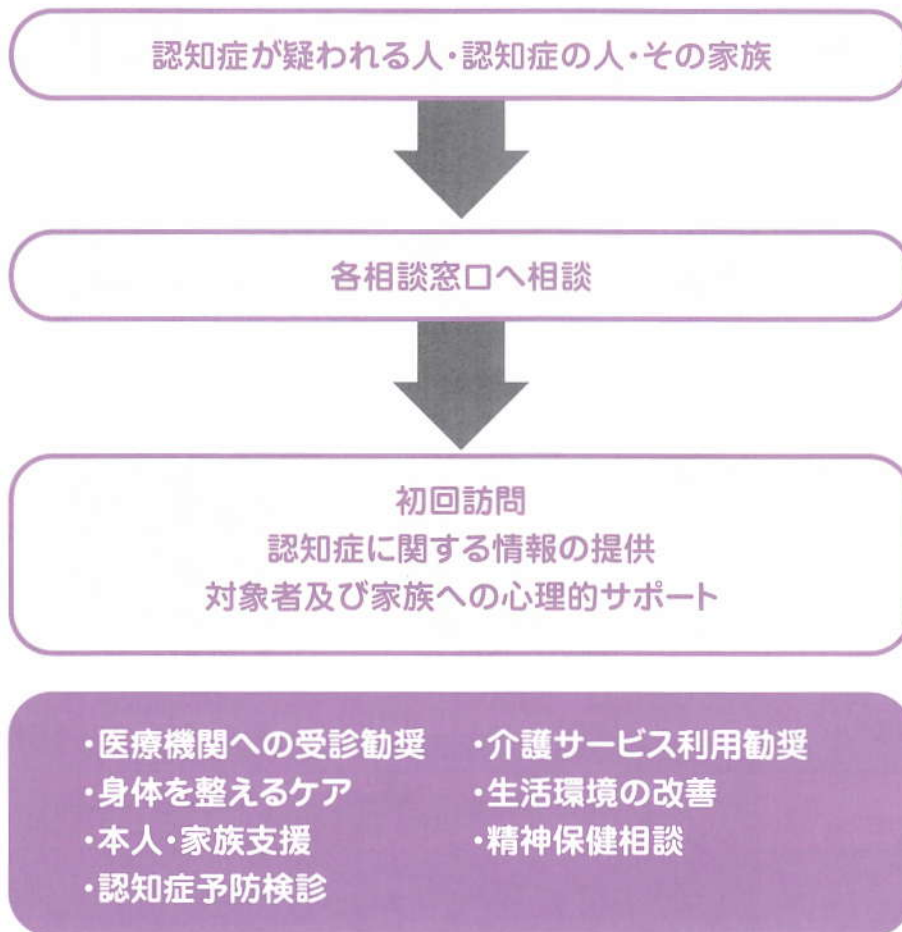 認知症が疑われる人・認知症の人・その家族
各相談窓口へ相談
初回訪問
認知症に関する情報の提供
対象者及び家族への心理的サポート
・医療機関への受診勧奨
・身体を整えるケア
・本人・家族支援
・認知症予防検診
・介護サービス利用勧奨
・生活環境の改善
・精神保健相談